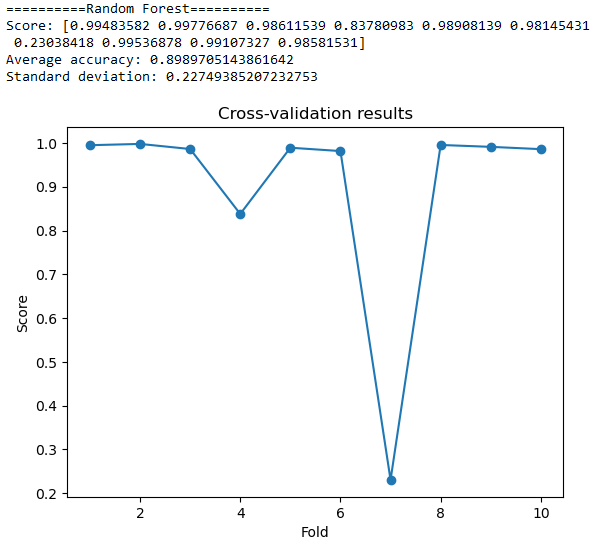 ==========Random Forest==========
Score: [0.99483582 0.99776687 0.98611539 0.83780983 0.98908139 0.98145431
0.23038418 0.99536878 0.99107327 0.98581531]
Average accuracy: 0.8989705143861642
Standard deviation: 0.22749385207232753
Cross-validation results
1.0
0.9
0.8
0.7
0.6
0.5
0.4
0.3
0.2
Score
2 4 6 8 10
Fold